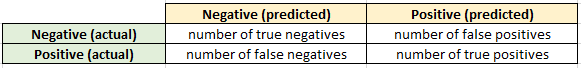 Negative (predicted) Positive (predicted)
Negative (actual) number of true negatives number of false positives
Positive (actual) number of false negatives number of true positives